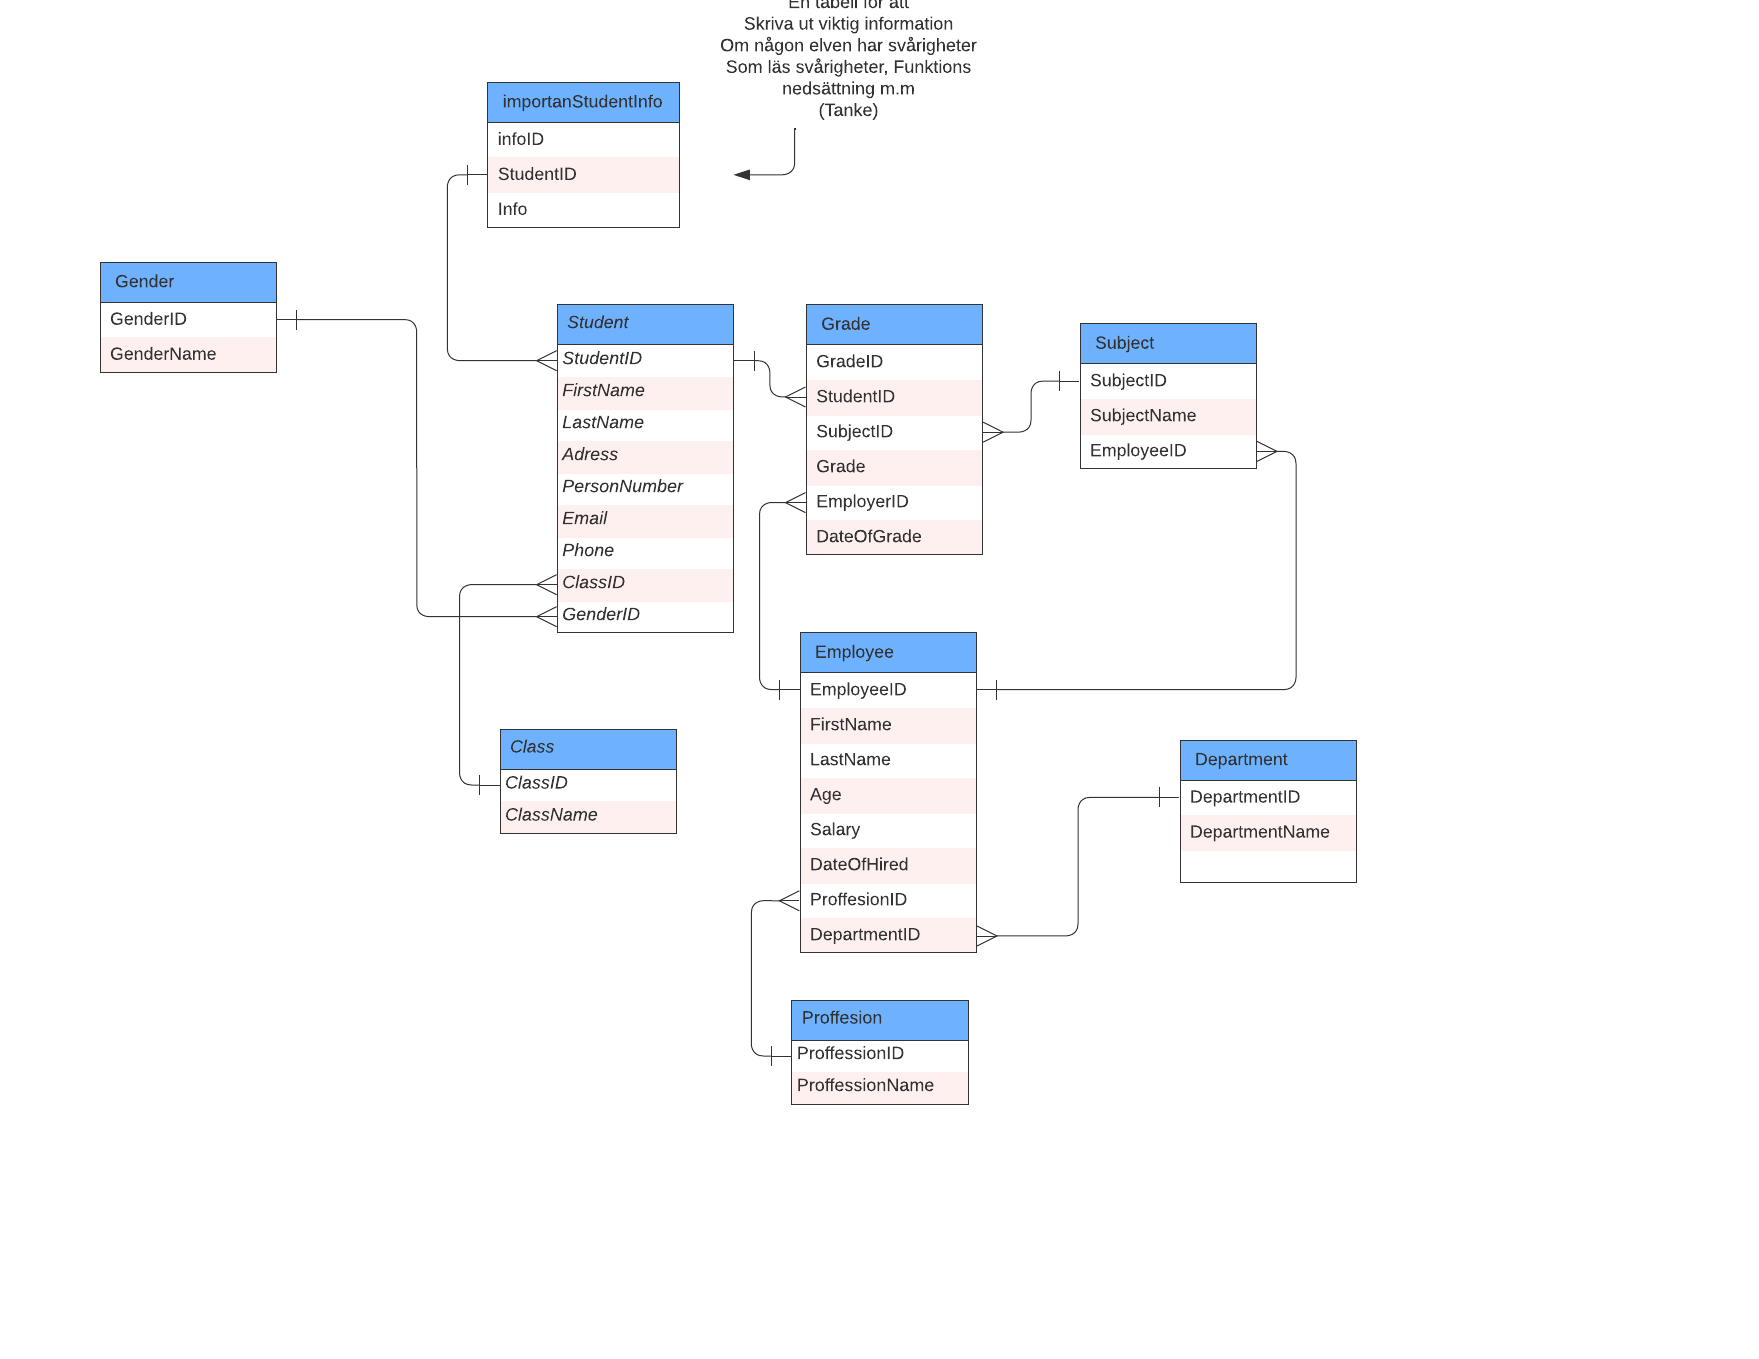 En tabell för att
Skriva ut viktig information
Om någon elven har svårigheter
Som läs svårigheter, Funktions
nedsättning m.m
(Tanke)
importanStudentInfo
infoID
StudentID
Info
Gender
GenderID
GenderName
Student
StudentID
FirstName
LastName
Adress
PersonNumber
Email
Phone
ClassID
GenderID
Grade
GradeID
StudentID
SubjectID
Grade
EmployerID
DateOfGrade
Subject
SubjectID
SubjectName
EmployeeID
Employee
EmployeeID
FirstName
LastName
Age
Salary
DateOfHired
ProffesionID
DepartmentID
Class
ClassID
ClassName
Department
DepartmentID
DepartmentName
Proffesion
ProffessionID
ProffessionName